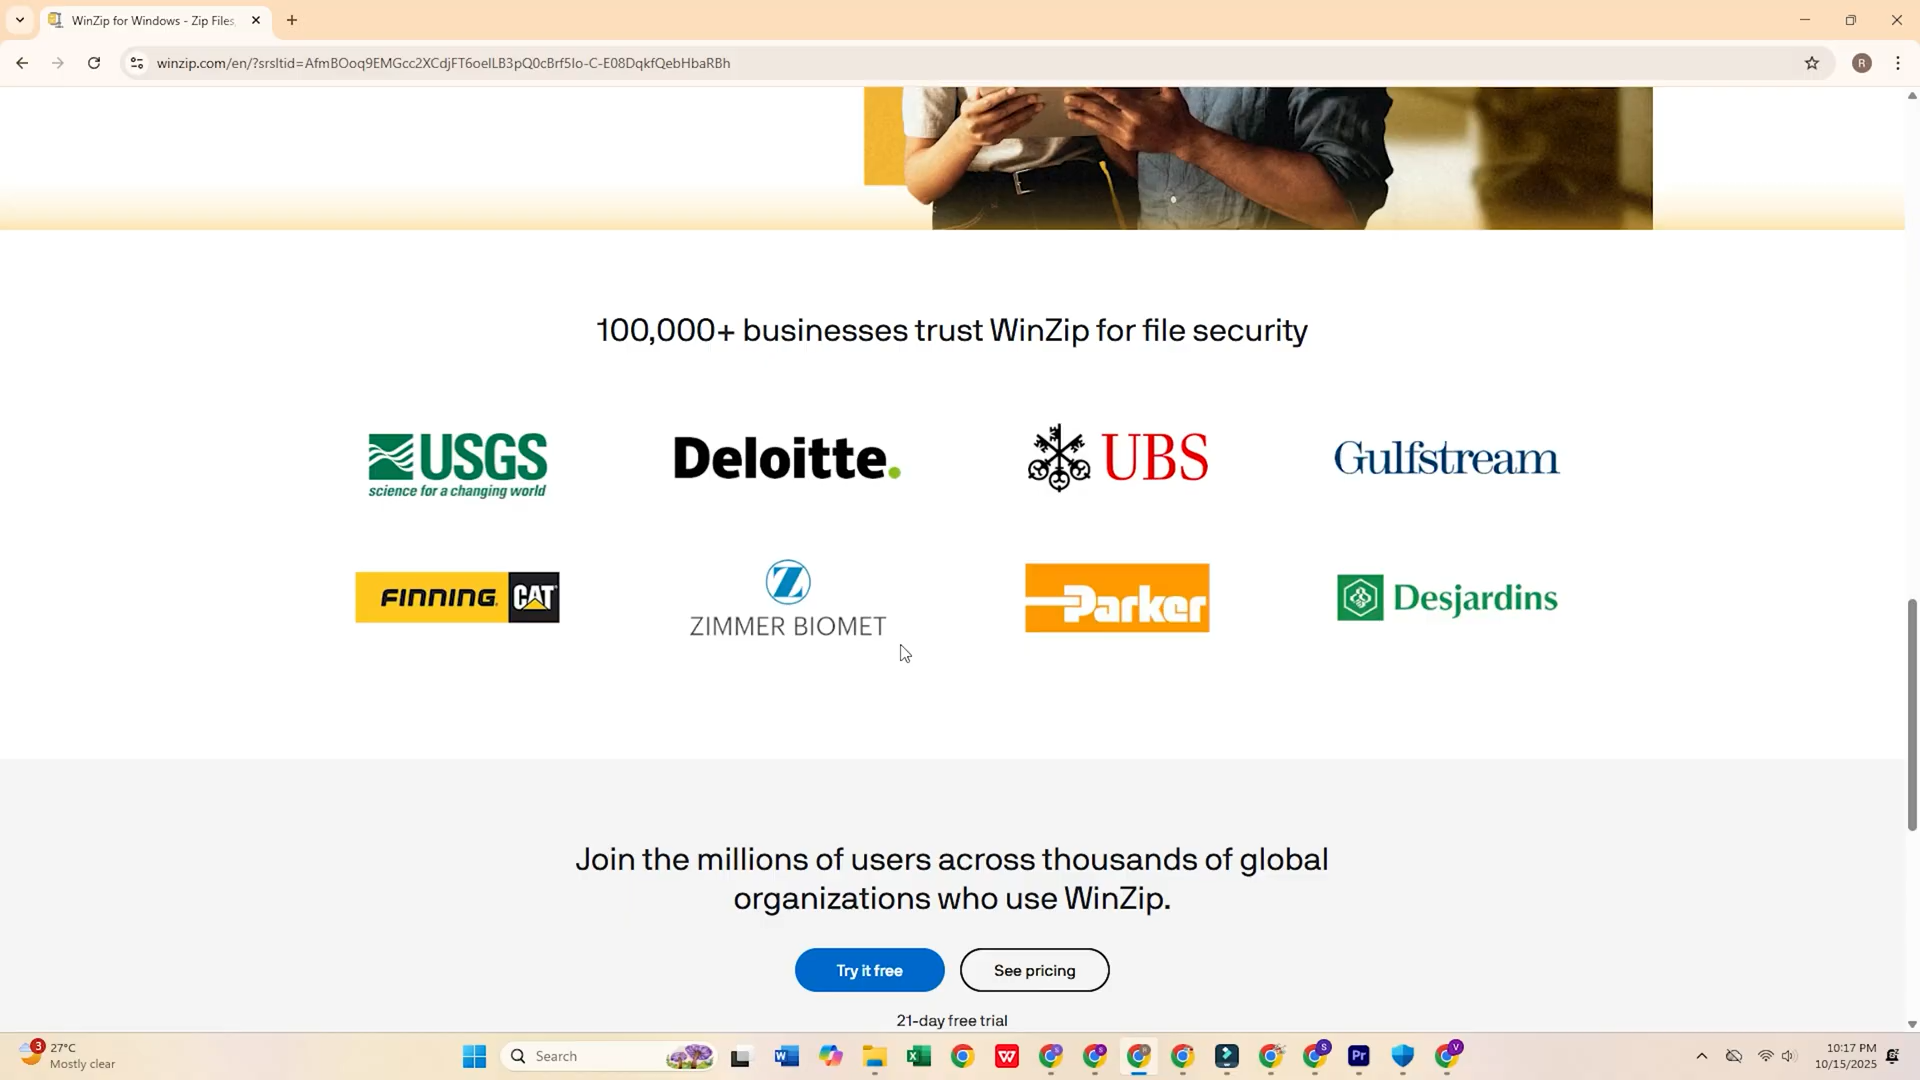 WinZip for Windows - Zip Files,
winzip.com/en/?srsltid=AfmBOoq9EMGcc2XCdjFT6oelLB3pQ0cBrf5Io-C-E08DqkfQebHbaRBh
R
100,000+ businesses trust WinZip for file security
USGS
science for a changing world
Deloitte.
UBS
Gulfstream
FINNING CAT
ZIMMER BIOMET
Parker
Desjardins
Join the millions of users across thousands of global
organizations who use WinZip.
Try it free
See pricing
21-day free trial
3
27°C
Mostly clear
Search
10:17 PM
10/15/2025